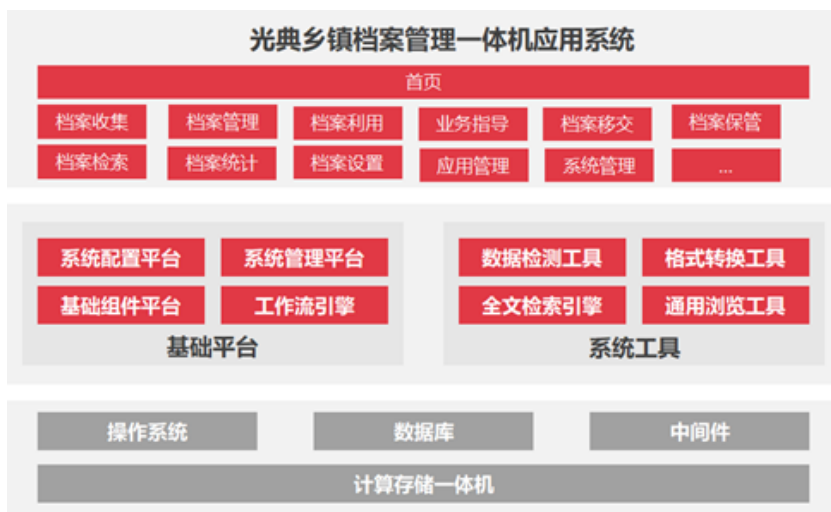 光典乡镇档案管理一体机应用系统
首页
档案收集 档案管理 档案利用 业务指导 档案移交 档案保管
档案检索 档案统计 档案设置 应用管理 系统管理 ...
系统配置平台 系统管理平台 数据检测工具 格式转换工具
基础组件平台 工作流引擎 全文检索引擎 通用浏览工具
基础平台 系统工具
操作系统 数据库 中间件
计算存储一体机